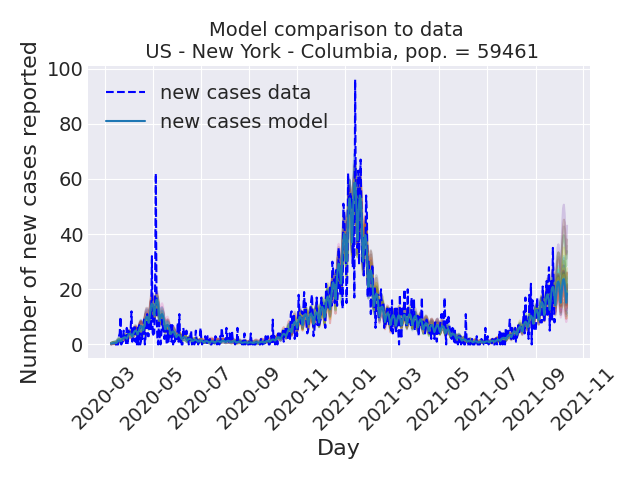 Model comparison to data
US - New York - Columbia, pop. = 59461
Number of new cases reported
100
80
60
40
20
0
new cases data
new cases model
2020-03
2020-05
2020-07
2020-09
2020-11
2021-01
2021-03
2021-05
2021-07
2021-09
2021-11
Day